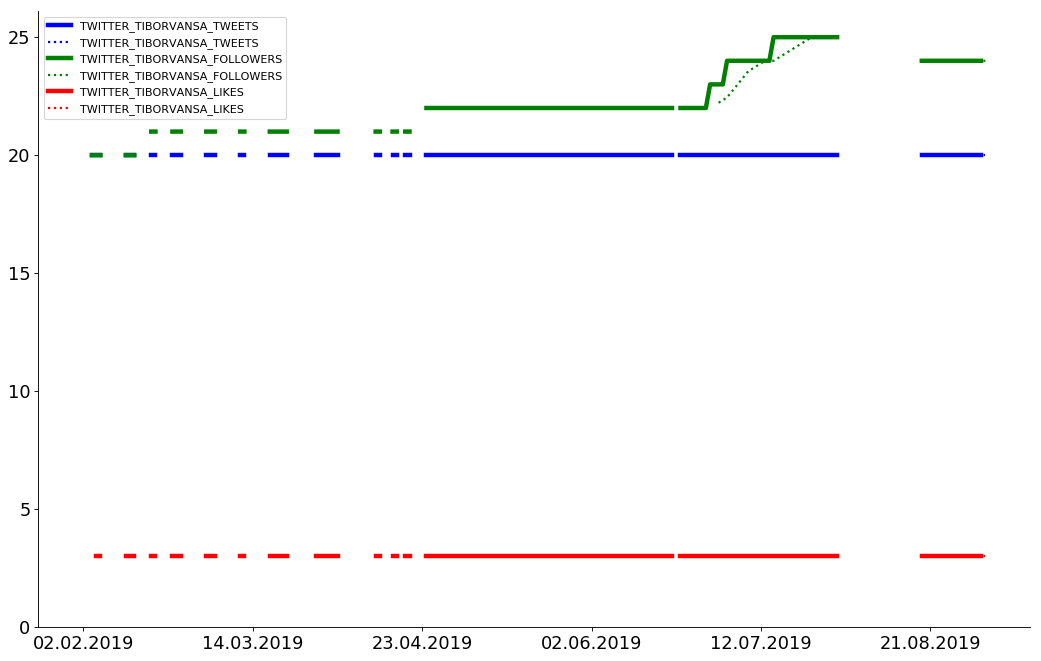 TWITTER_TIBORVANSA_TWEETS
TWITTER_TIBORVANSA_TWEETS
TWITTER_TIBORVANSA_FOLLOWERS
TWITTER_TIBORVANSA_FOLLOWERS
TWITTER_TIBORVANSA_LIKES
TWITTER_TIBORVANSA_LIKES
25
20
15
10
5
0
02.02.2019 14.03.2019 23.04.2019 02.06.2019 12.07.2019 21.08.2019